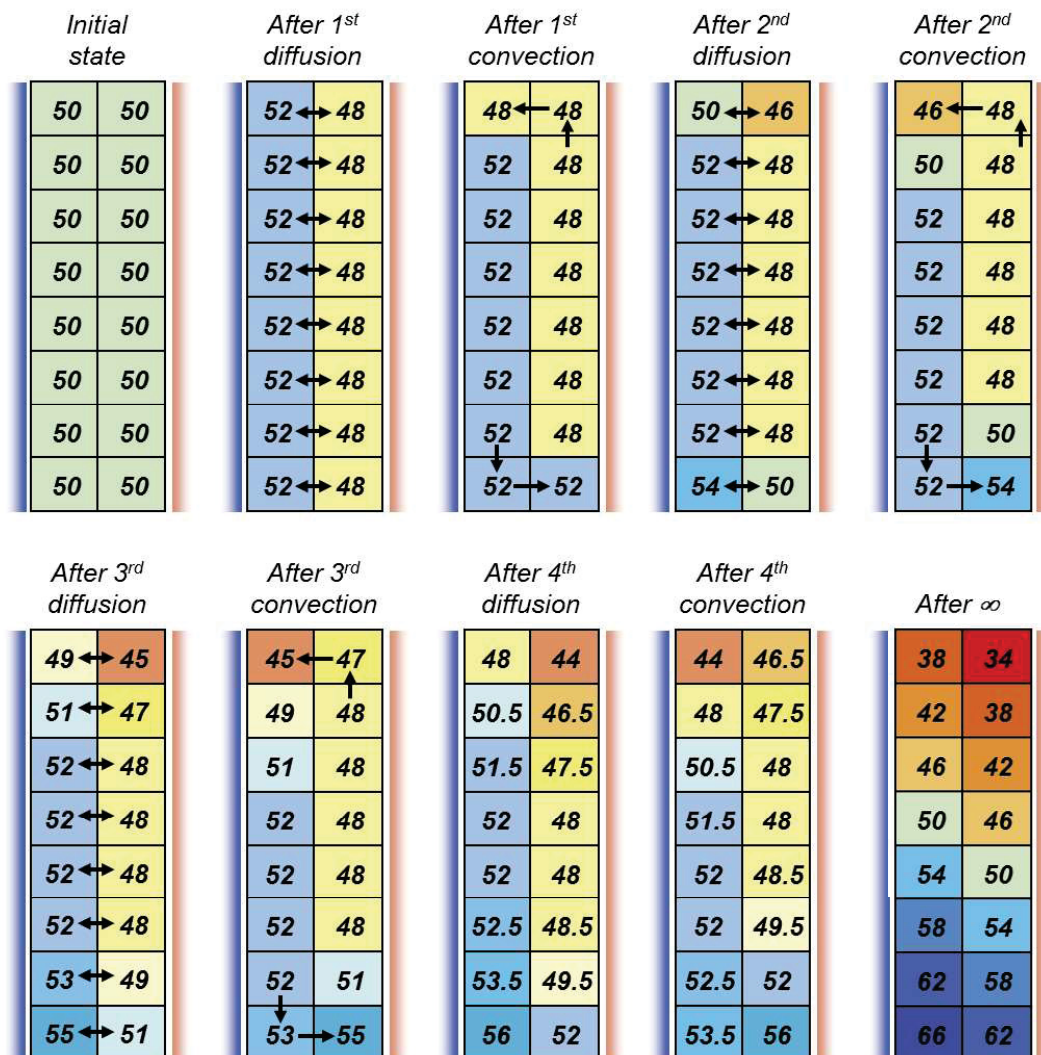 Initial state
After 1st diffusion
After 1st convection
After 2nd diffusion
After 2nd convection
50 50 52 48 48 48 50 46 46 48
50 50 52 48 52 48 52 48 50 48
50 50 52 48 52 48 52 48 52 48
50 50 52 48 52 48 52 48 52 48
50 50 52 48 52 48 52 48 52 48
50 50 52 48 52 48 52 48 52 48
50 50 52 48 52 48 52 48 52 50
50 50 52 48 52 52 54 50 52 54
After 3rd diffusion
After 3rd convection
After 4th diffusion
After 4th convection
After ∞
49 45 45 47 48 44 44 46.5 38 34
51 47 49 48 50.5 46.5 48 47.5 42 38
52 48 51 48 51.5 47.5 50.5 48 46 42
52 48 52 48 52 48 51.5 48 50 46
52 48 52 48 52 48 52 48.5 54 50
52 48 52 48 52.5 48.5 52 49.5 58 54
53 49 52 51 53.5 49.5 52.5 52 62 58
55 51 53 55 56 52 53.5 56 66 62